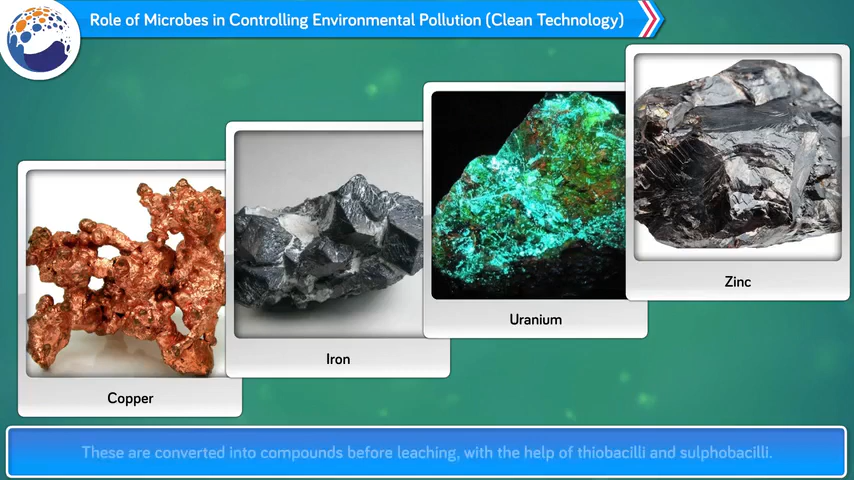 Role of Microbes in Controlling Environmental Pollution (Clean Technology)
Copper
Iron
Uranium
Zinc
These are converted into compounds before leaching, with the help of thiobacilli and sulphobacilli.